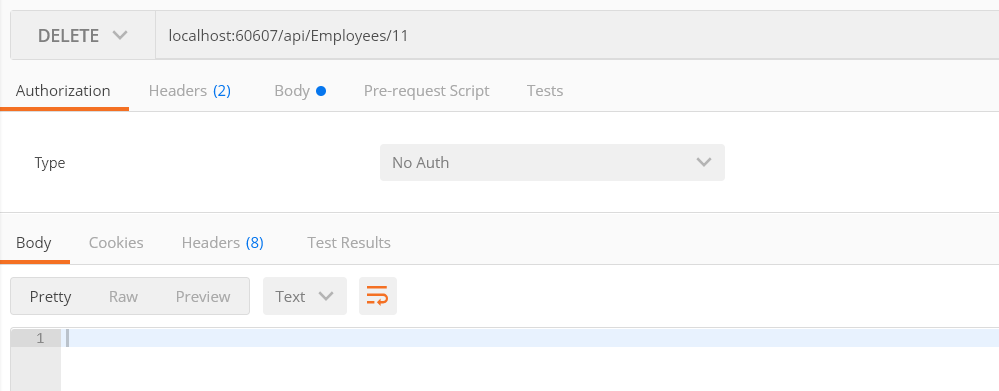 DELETE localhost:60607/api/Employees/11
Authorization Headers (2) Body Pre-request Script Tests
Type No Auth
Body Cookies Headers (8) Test Results
Pretty Raw Preview Text
1